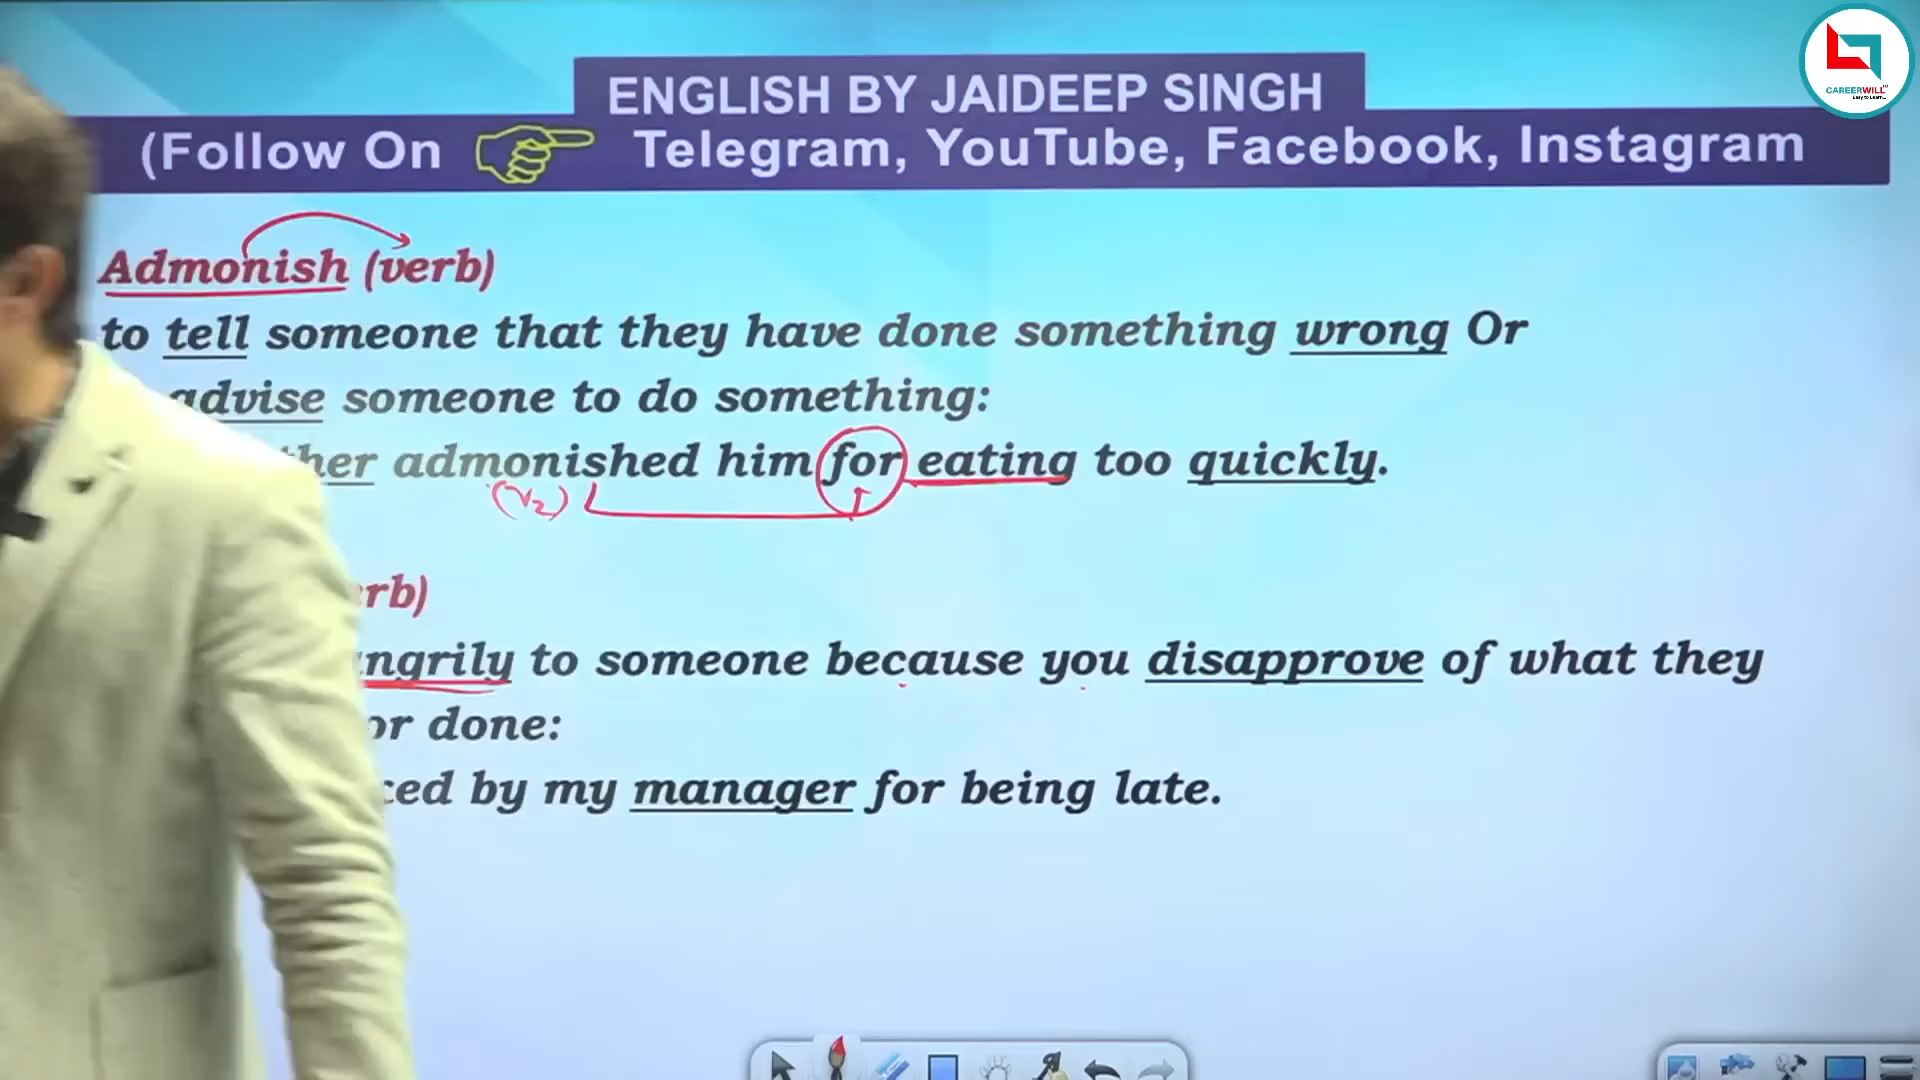 CAREERWILL
ENGLISH BY JAIDEEP SINGH
(Follow On Telegram, YouTube, Facebook, Instagram
Admonish (verb)
to tell someone that they have done something wrong Or
advise someone to do something:
admonished him for eating too quickly.
(V2)
to someone because you disapprove of what they
or done:
by my manager for being late.